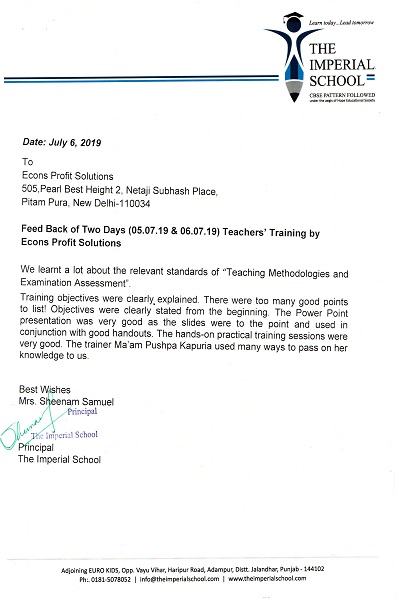 Learn today...Lead tomorrow
THE
IMPERIAL
SCHOOL
CBSE PATTERN FOLLOWED
under the aegis of Hope Educational Society
Date: July 6, 2019
To
Econs Profit Solutions
505,Pearl Best Height 2, Netaji Subhash Place,
Pitam Pura, New Delhi-110034
Feed Back of Two Days (05.07.19 & 06.07.19) Teachers' Training by
Econs Profit Solutions
We learnt a lot about the relevant standards of "Teaching Methodologies and
Examination Assessment".
Training objectives were clearly explained. There were too many good points
to list! Objectives were clearly stated from the beginning. The Power Point
presentation was very good as the slides were to the point and used in
conjunction with good handouts. The hands-on practical training sessions were
very good. The trainer Ma'am Pushpa Kapuria used many ways to pass on her
knowledge to us.
Best Wishes
Mrs. Sheenam Samuel
Principal
The Imperial School
Principal
The Imperial School
Adjoining EURO KIDS, Opp. Vayu Vihar, Haripur Road, Adampur, Distt. Jalandhar, Punjab - 144102
Ph.: 0181-5078052 | info@theimperialschool.com | www.theimperialschool.com